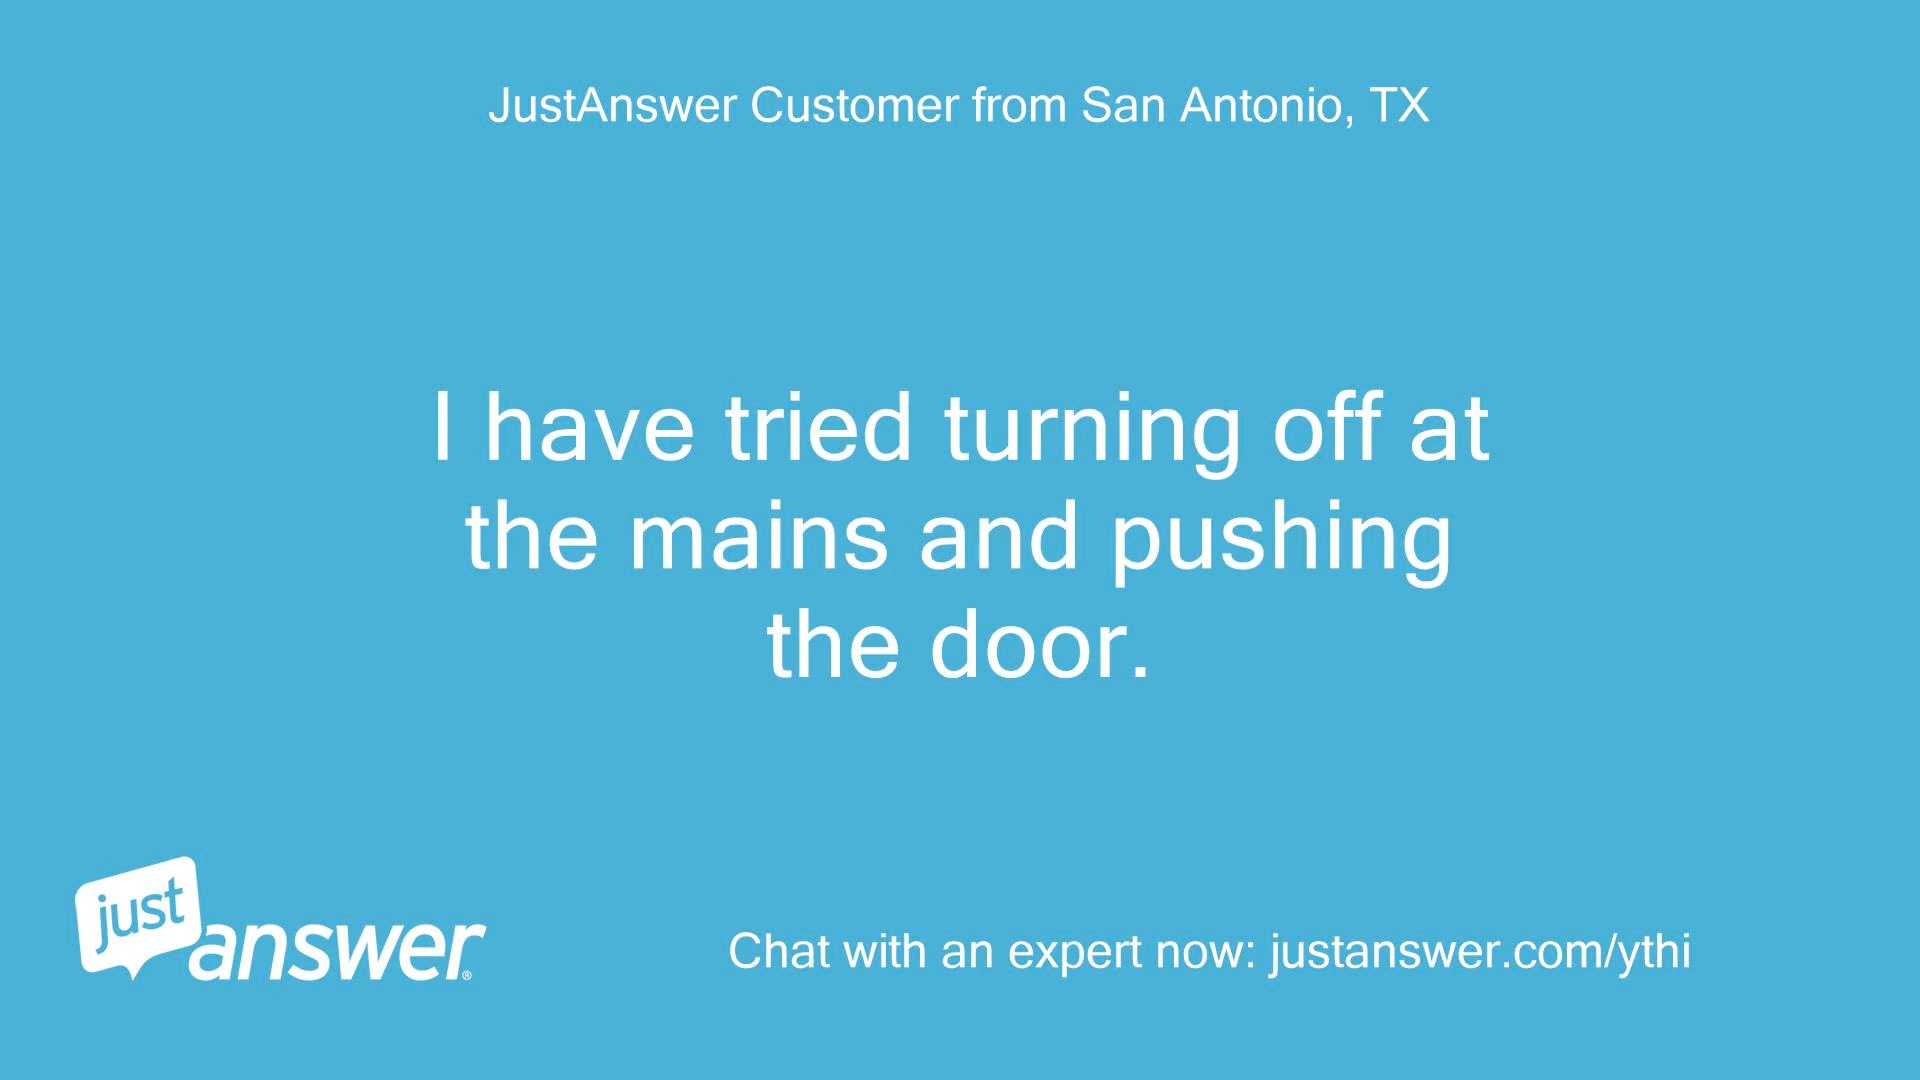 JustAnswer Customer from San Antonio, TX
I have tried turning off at
the mains and pushing
the door.
just
answer®
Chat with an expert now: justanswer.com/ythi